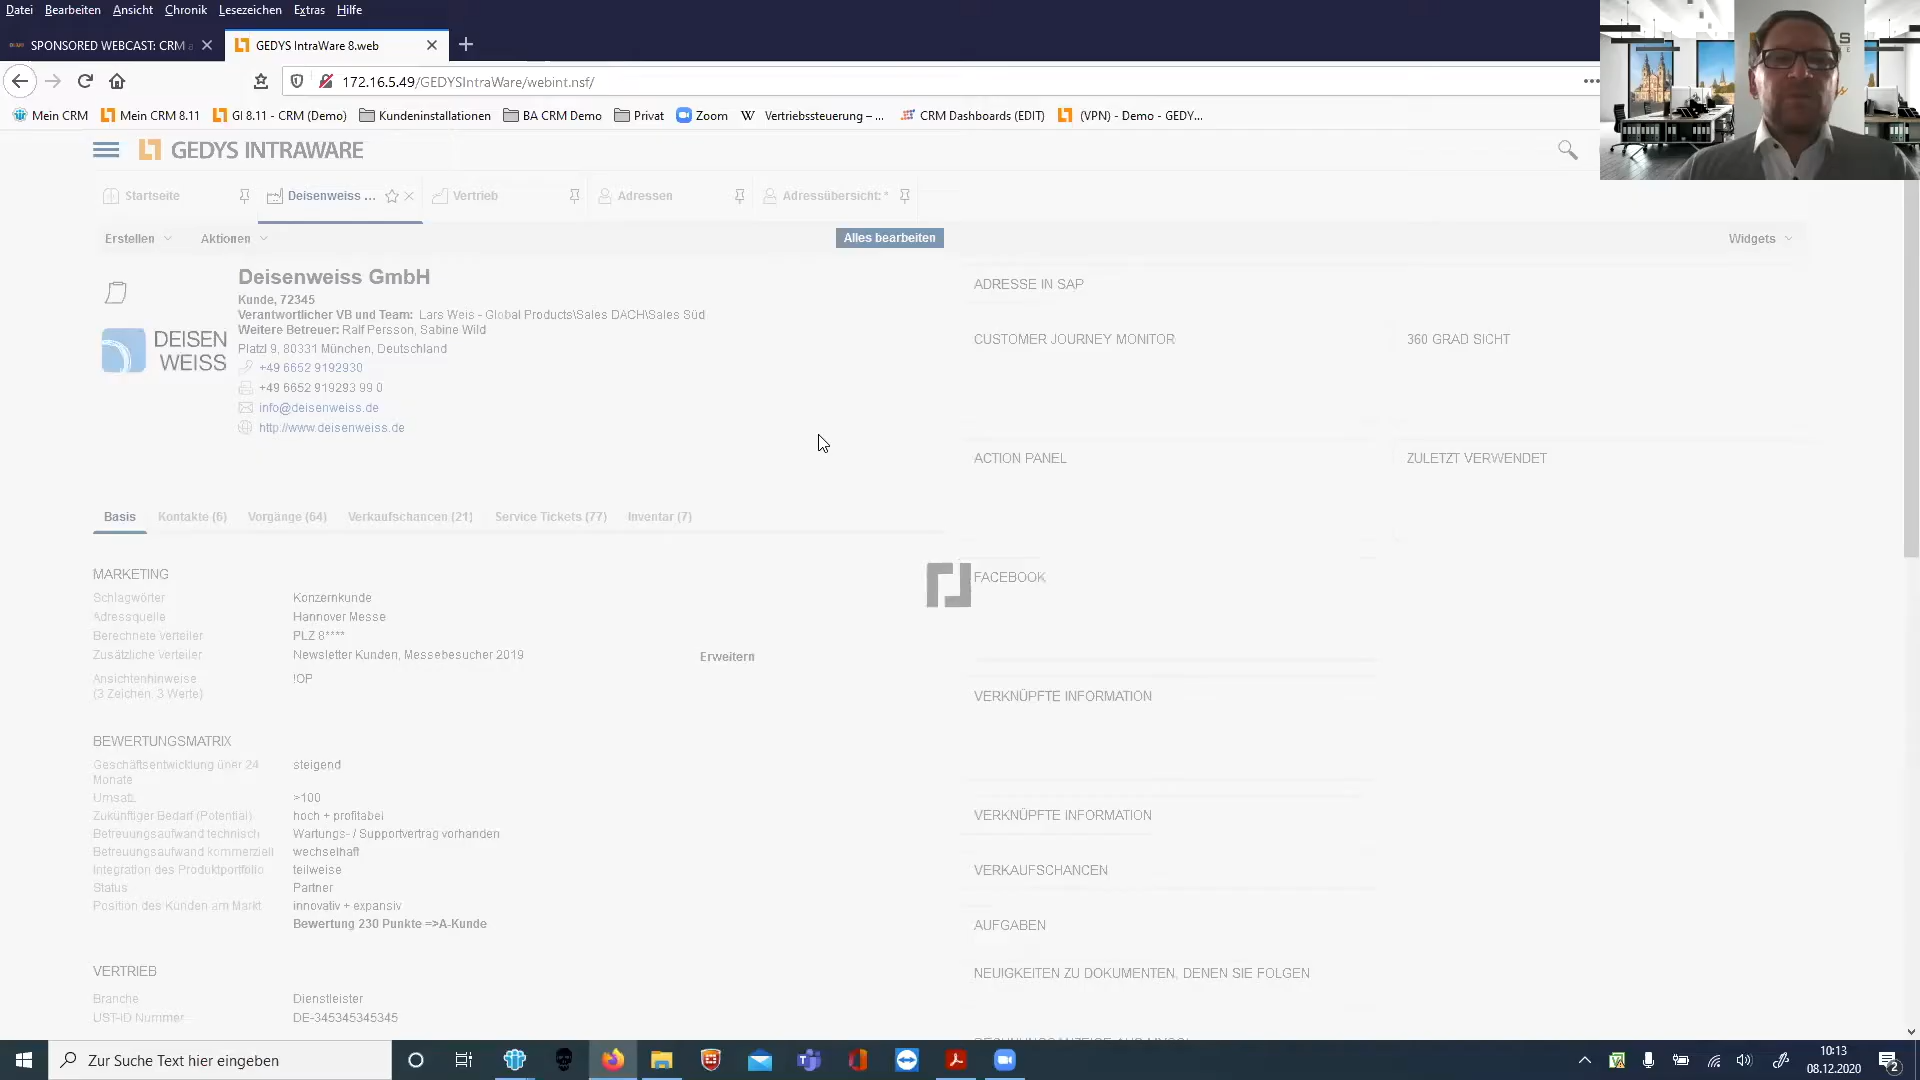 Datei Bearbeiten Ansicht Chronik Lesezeichen Extras Hilfe
SPONSORED WEBCAST: CRM
GEDYS IntraWare 8.web
172.16.5.49/GEDYSIntraWare/webint.nsf/
Mein CRM
Mein CRM 8.11
GI 8.11 - CRM (Demo)
Kundeninstallationen
BA CRM Demo
Privat
Zoom
W Vertriebssteuerung – ...
CRM Dashboards (EDIT)
(VPN) - Demo - GEDY...
GEDYS INTRAWARE
Startseite
Deisenweiss ...
Vertrieb
Adressen
Adressübersicht: *
Erstellen
Aktionen
Alles bearbeiten
Widgets
Deisenweiss GmbH
Kunde, 72345
Verantwortlicher VB und Team: Lars Weis - Global Products\Sales DACH\Sales Süd
Weitere Betreuer: Ralf Persson, Sabine Wild
Platzl 9, 80331 München, Deutschland
+49 6652 9192930
+49 6652 919293 99 0
info@deisenweiss.de
http://www.deisenweiss.de
DEISEN
WEISS
ADRESSE IN SAP
CUSTOMER JOURNEY MONITOR
360 GRAD SICHT
ACTION PANEL
ZULETZT VERWENDET
Basis
Kontakte (6)
Vorgänge (64)
Verkaufschancen (21)
Service Tickets (77)
Inventar (7)
FACEBOOK
MARKETING
Schlagwörter Konzernkunde
Adressquelle Hannover Messe
Berechnete Verteiler PLZ 8****
Zusätzliche Verteiler Newsletter Kunden, Messebesucher 2019
Erweitern
Ansichtenhinweise !OP
(3 Zeichen, 3 Werte)
VERKNÜPFTE INFORMATION
BEWERTUNGSMATRIX
Geschäftsentwicklung üner 24 steigend
Monate
Umsatz >100
Zukünftiger Bedarf (Potential) hoch + profitabel
Betreuungsaufwand technisch Wartungs- / Supportvertrag vorhanden
Betreuungsaufwand kommerziell wechselhaft
Integration des Produktportfolio teilweise
Status Partner
Position des Kunden am Markt innovativ + expansiv
Bewertung 230 Punkte =>A-Kunde
VERKNÜPFTE INFORMATION
VERKAUFSCHANCEN
AUFGABEN
NEUIGKEITEN ZU DOKUMENTEN, DENEN SIE FOLGEN
VERTRIEB
Branche Dienstleister
UST-ID Nummer DE-345345345345
Zur Suche Text hier eingeben
10:13
08.12.2020
2